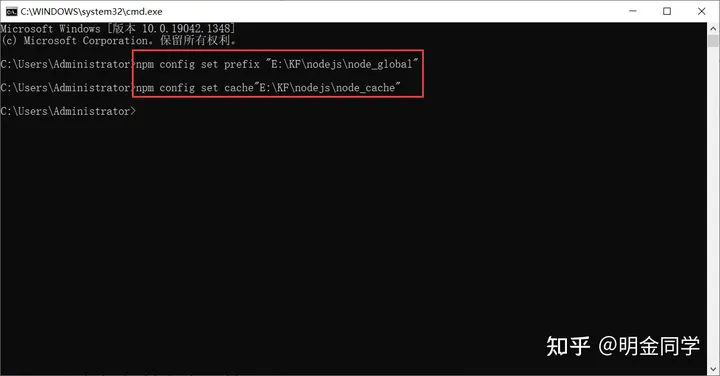 C:\WINDOWS\system32\cmd.exe
Microsoft Windows [版本 10.0.19042.1348]
(c) Microsoft Corporation。保留所有权利。
C:\Users\Administrator>npm config set prefix "E:\KF\nodejs\node_global"
C:\Users\Administrator>npm config set cache"E:\KF\nodejs\node_cache"
C:\Users\Administrator>
知乎 @明金同学